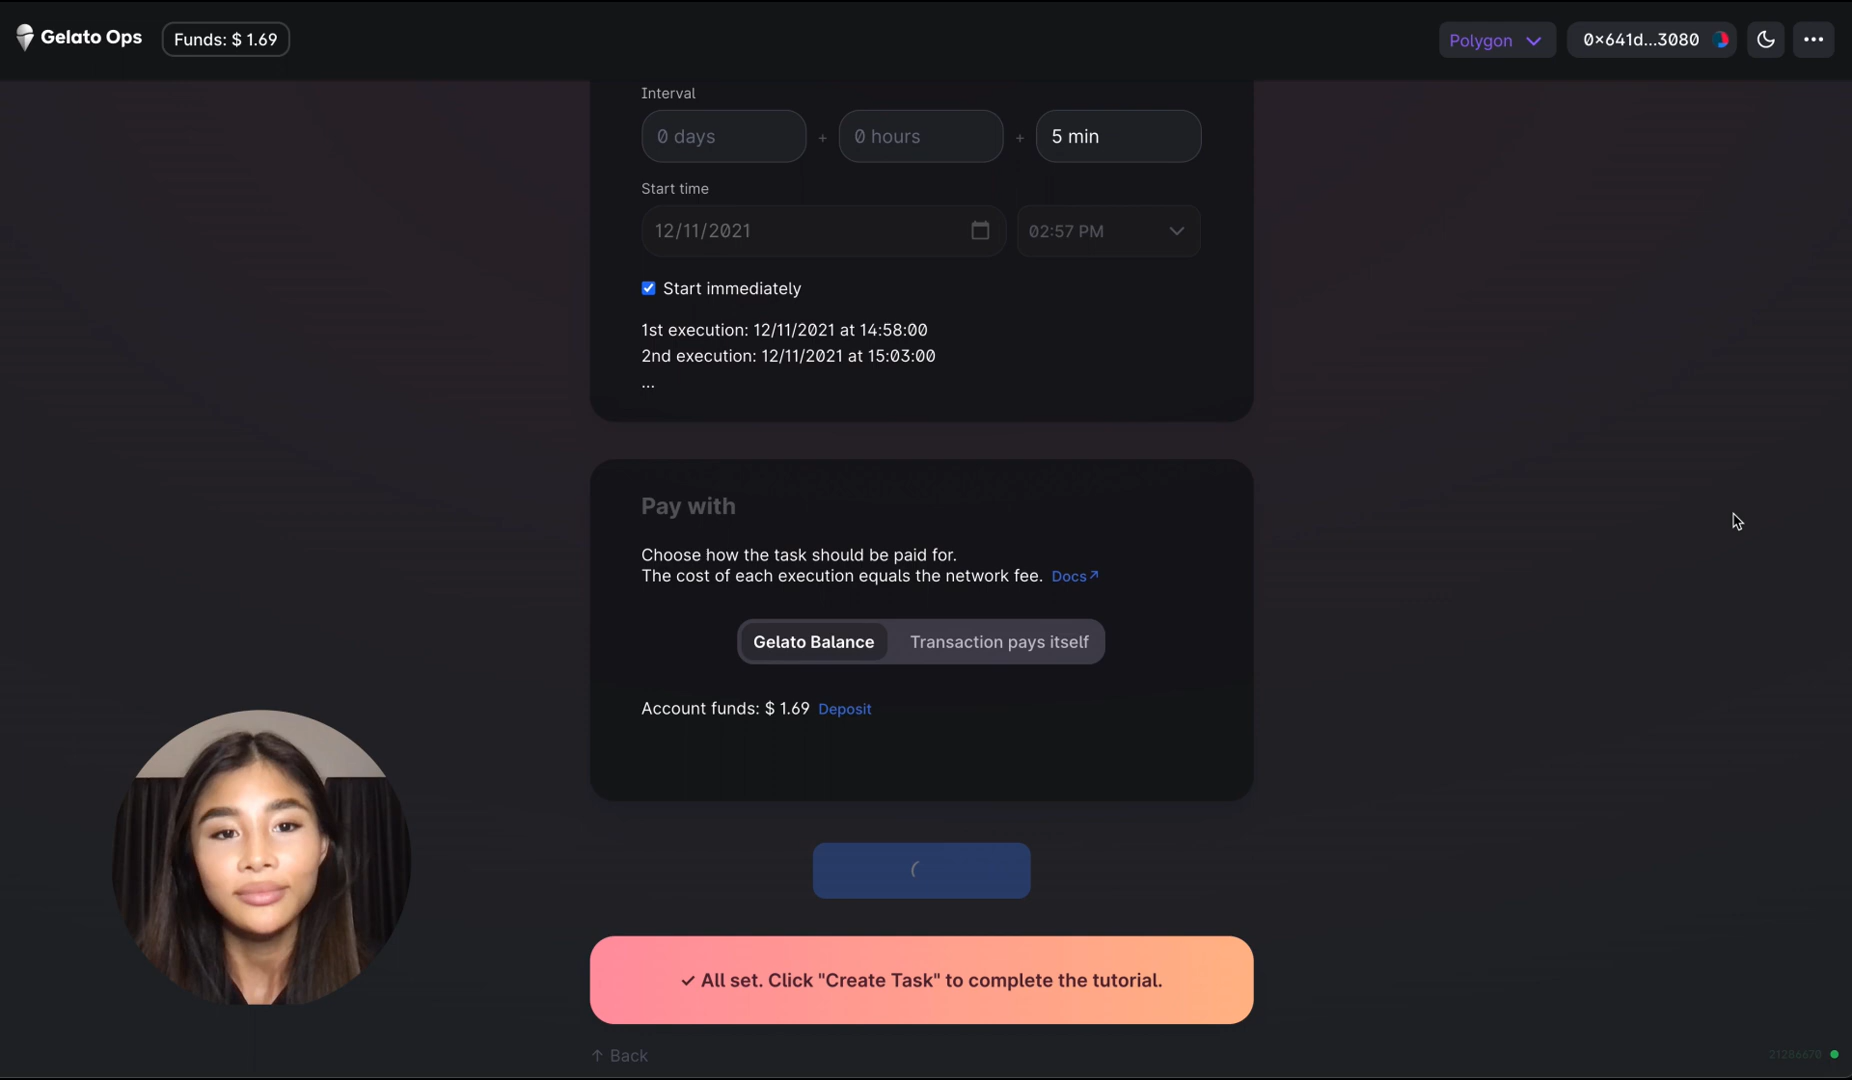 Gelato Ops
Funds: $ 1.69
Polygon
0x641d...3080
Interval
0 days + 0 hours + 5 min
Start time
12/11/2021
02:57 PM
Start immediately
1st execution: 12/11/2021 at 14:58:00
2nd execution: 12/11/2021 at 15:03:00
...
Pay with
Choose how the task should be paid for.
The cost of each execution equals the network fee. Docs↗
Gelato Balance
Transaction pays itself
Account funds: $ 1.69 Deposit
✓ All set. Click "Create Task" to complete the tutorial.
↑ Back
21286670